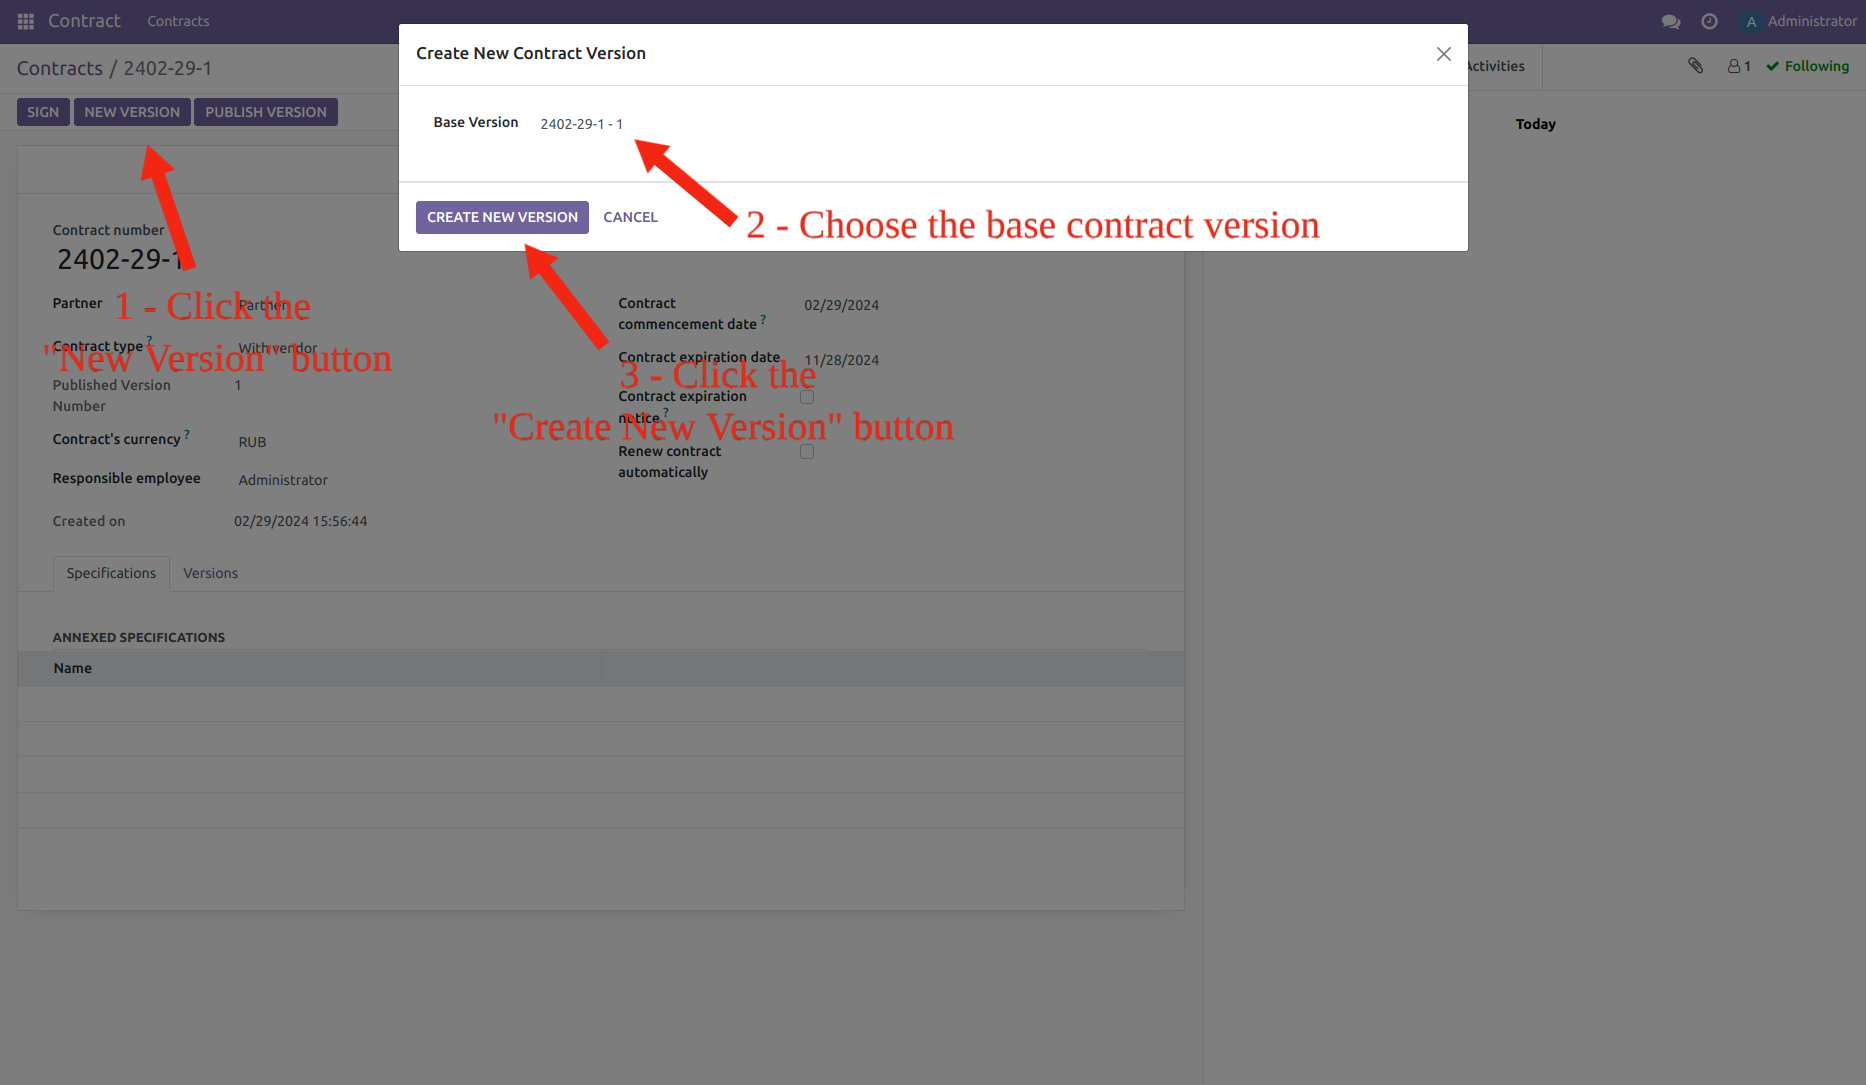 Contract Contracts
A Administrator
Contracts / 2402-29-1
SIGN NEW VERSION PUBLISH VERSION
Create New Contract Version
Base Version 2402-29-1 - 1
CREATE NEW VERSION CANCEL
Activities
1 Following
Today
1 - Click the
"New Version" button
2 - Choose the base contract version
3 - Click the
"Create New Version" button
Contract number
2402-29-1
Partner Partner
Contract type ? With vendor
Published Version
Number
1
Contract's currency ? RUB
Responsible employee Administrator
Created on 02/29/2024 15:56:44
Contract
commencement date ?
02/29/2024
Contract expiration date 11/28/2024
Contract expiration
notice ?
Renew contract
automatically
Specifications Versions
ANNEXED SPECIFICATIONS
Name